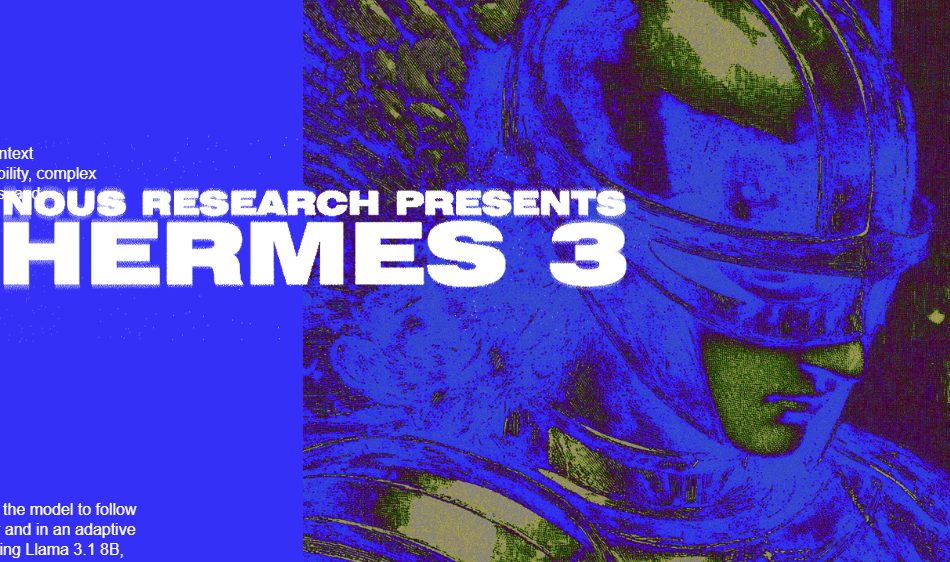 ntext
bility, complex
s, and
NOUS RESEARCH PRESENTS
HERMES 3
the model to follow
and in an adaptive
ing Llama 3.1 8B,